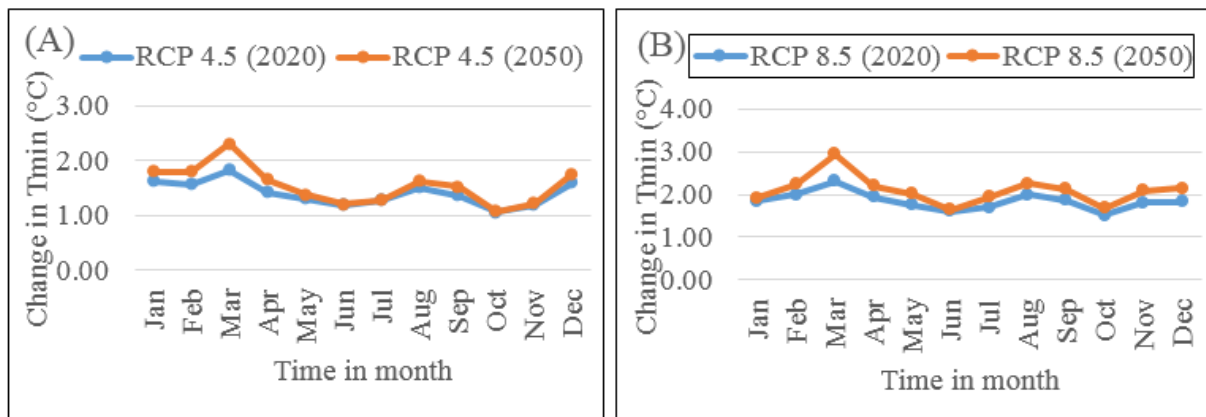 (A)
RCP 4.5 (2020) RCP 4.5 (2050)
Change in Tmin (°C)
3.00
2.00
1.00
0.00
Jan Feb Mar Apr May Jun Jul Aug Sep Oct Nov Dec
Time in month
(B)
RCP 8.5 (2020) RCP 8.5 (2050)
Change in Tmin (°C)
4.00
3.00
2.00
1.00
0.00
Jan Feb Mar Apr May Jun Jul Aug Sep Oct Nov Dec
Time in month